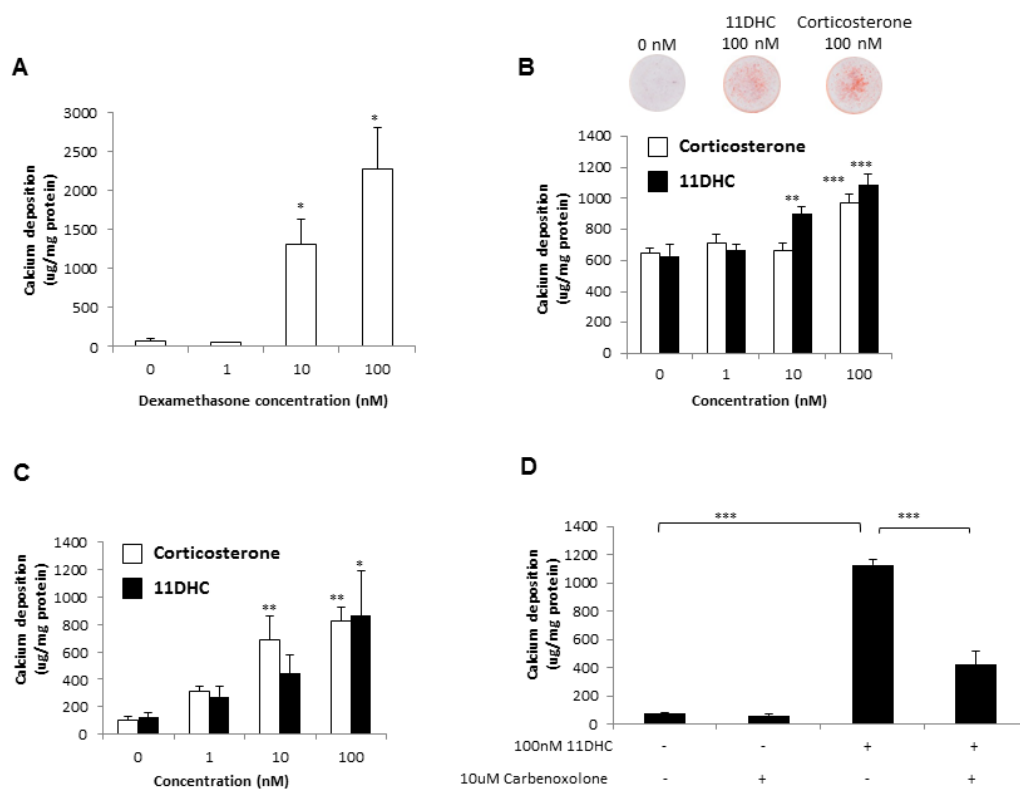 A
Calcium deposition
(ug/mg protein)
3000
2500
2000
1500
1000
500
0
*
*
0 1 10 100
Dexamethasone concentration (nM)
B
0 nM
11DHC
100 nM
Corticosterone
100 nM
Calcium deposition
(ug/mg protein)
1400
1200
1000
800
600
400
200
0
Corticosterone
11DHC
**
***
***
0 1 10 100
Concentration (nM)
C
Calcium deposition
(ug/mg protein)
1400
1200
1000
800
600
400
200
0
Corticosterone
11DHC
**
**
*
0 1 10 100
Concentration (nM)
D
Calcium deposition
(ug/mg protein)
1400
1200
1000
800
600
400
200
0
***
***
100nM 11DHC - - + +
10uM Carbenoxolone - + - +